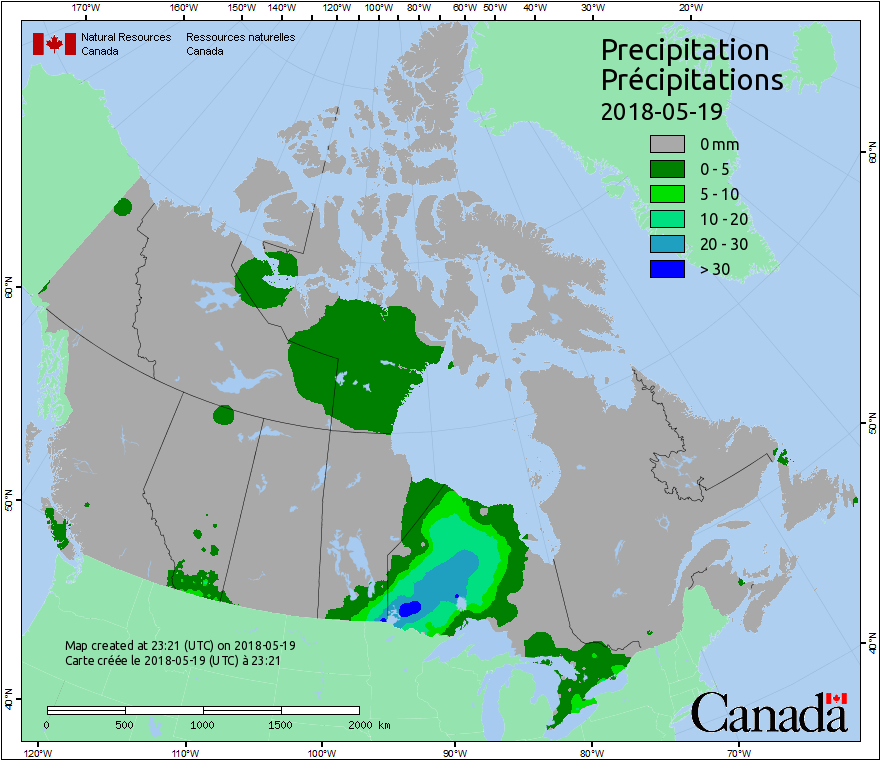 170°W 160°W 150°W 140°W 130°W 120°W 110°W 100°W 90°W 80°W 70°W 60°W 50°W 40°W 30°W 20°W
Natural Resources Ressources naturelles
Canada Canada
Precipitation
Précipitations
2018-05-19
0 mm
0 - 5
5 - 10
10 - 20
20 - 30
> 30
60°N
60°N
50°N
50°N
40°N
40°N
Map created at 23:21 (UTC) on 2018-05-19
Carte créée le 2018-05-19 (UTC) à 23:21
0 500 1000 1500 2000 km
Canada
120°W 110°W 100°W 90°W 80°W 70°W